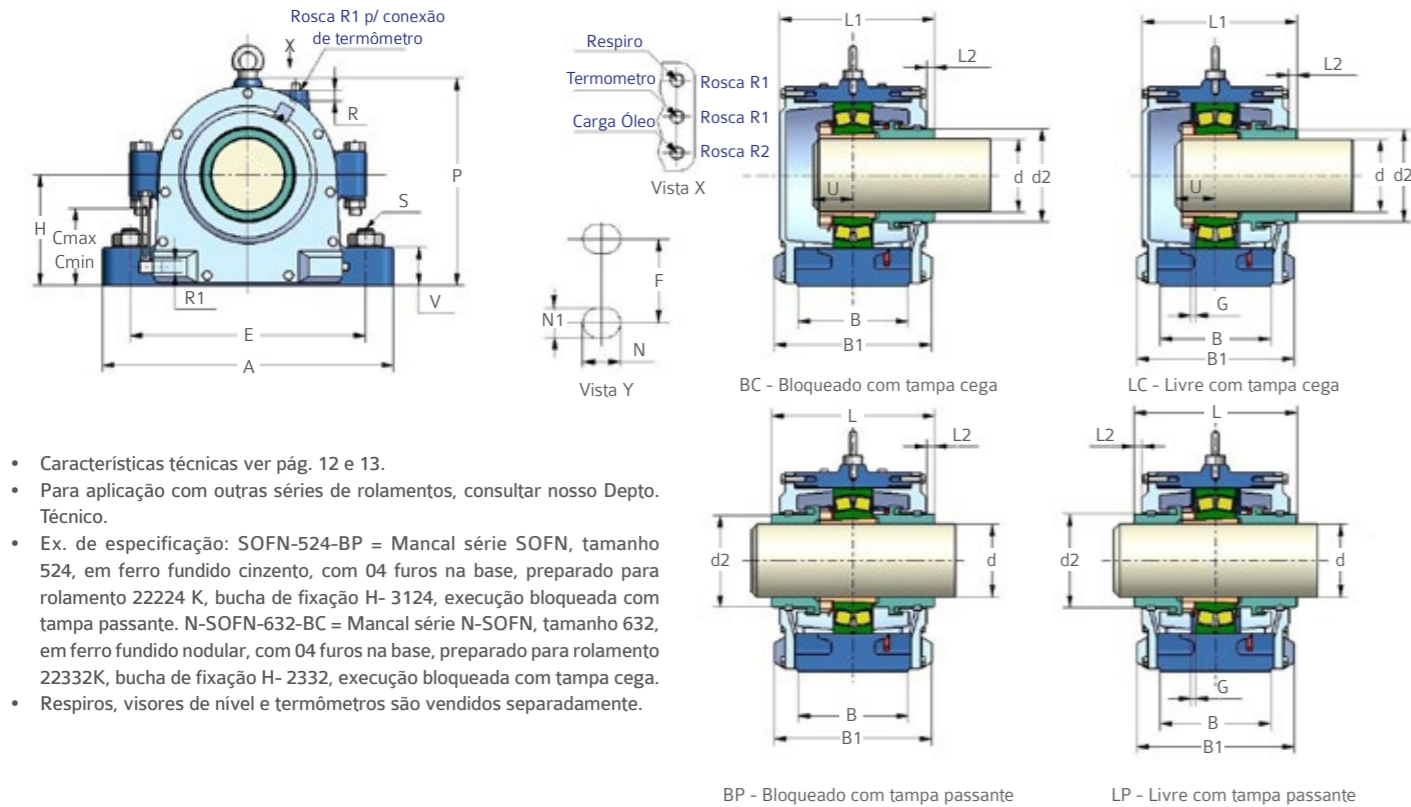 Rosca R1 p/ conexão
de termômetro
X
R
P
H
Cmax
Cmin
S
R1
V
E
A
Respiro
Termometro
Carga Óleo
Rosca R1
Rosca R1
Rosca R2
Vista X
F
N1
N
Vista Y
L1
L2
U
d
d2
B
B1
BC - Bloqueado com tampa cega
L1
L2
U
d
d2
G
B
B1
LC - Livre com tampa cega
• Características técnicas ver pág. 12 e 13.
• Para aplicação com outras séries de rolamentos, consultar nosso Depto.
Técnico.
• Ex. de especificação: SOFN-524-BP = Mancal série SOFN, tamanho
524, em ferro fundido cinzento, com 04 furos na base, preparado para
rolamento 22224 K, bucha de fixação H- 3124, execução bloqueada com
tampa passante. N-SOFN-632-BC = Mancal série N-SOFN, tamanho 632,
em ferro fundido nodular, com 04 furos na base, preparado para rolamento
22332K, bucha de fixação H- 2332, execução bloqueada com tampa cega.
• Respiros, visores de nível e termômetros são vendidos separadamente.
L
L2
d2
d
B
B1
BP - Bloqueado com tampa passante
L
L2
d2
d
G
B
B1
LP - Livre com tampa passante